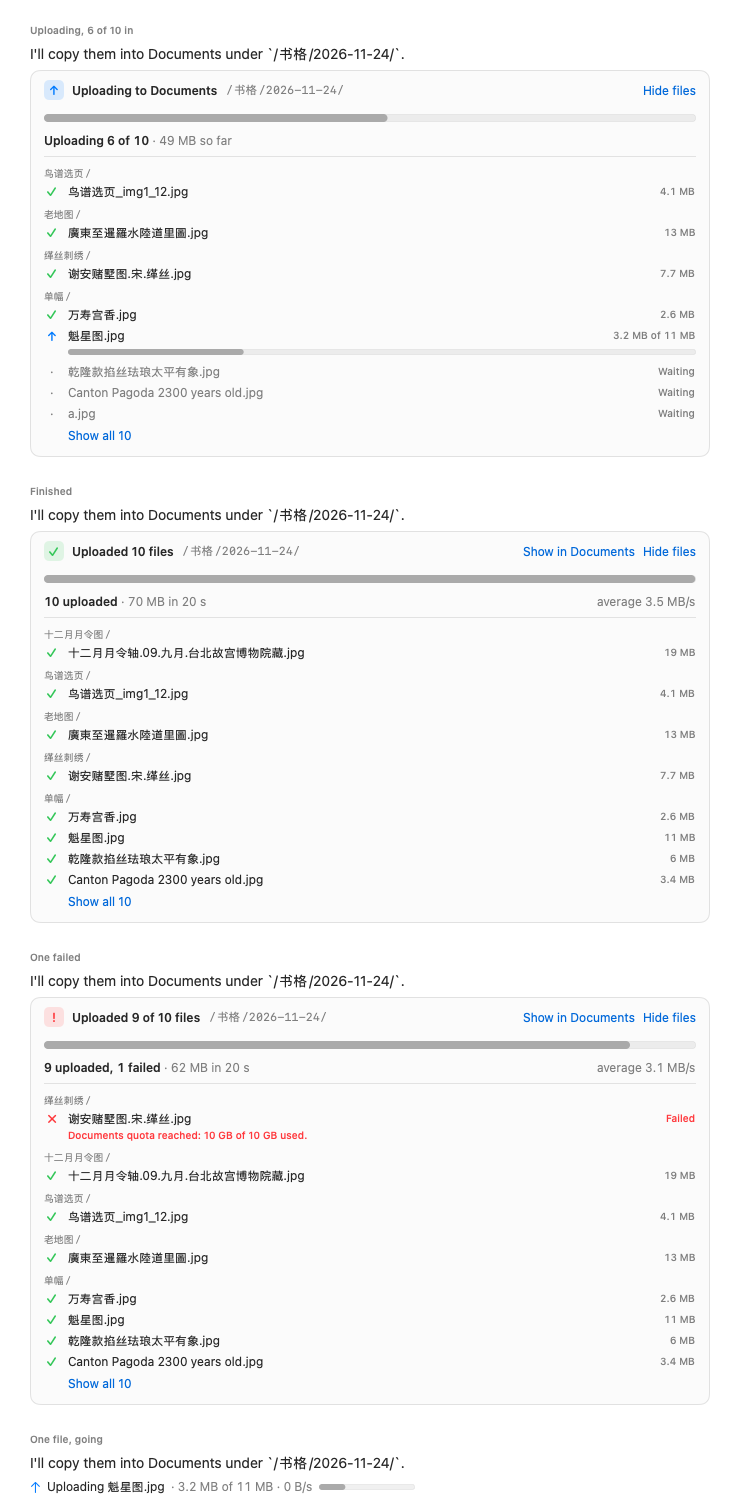 Uploading, 6 of 10 in
I'll copy them into Documents under `/书格/2026-11-24/`.
Uploading to Documents /书格/2026-11-24/ Hide files
Uploading 6 of 10 · 49 MB so far
鸟谱选页 /
鸟谱选页_img1_12.jpg 4.1 MB
老地图 /
廣東至暹羅水陸道里圖.jpg 13 MB
缂丝刺绣 /
谢安赌墅图.宋.缂丝.jpg 7.7 MB
单幅 /
万寿宫香.jpg 2.6 MB
魁星图.jpg 3.2 MB of 11 MB
· 乾隆款掐丝珐琅太平有象.jpg Waiting
· Canton Pagoda 2300 years old.jpg Waiting
· a.jpg Waiting
Show all 10
Finished
I'll copy them into Documents under `/书格/2026-11-24/`.
Uploaded 10 files /书格/2026-11-24/ Show in Documents Hide files
10 uploaded · 70 MB in 20 s average 3.5 MB/s
十二月月令图 /
十二月月令轴.09.九月.台北故宫博物院藏.jpg 19 MB
鸟谱选页 /
鸟谱选页_img1_12.jpg 4.1 MB
老地图 /
廣東至暹羅水陸道里圖.jpg 13 MB
缂丝刺绣 /
谢安赌墅图.宋.缂丝.jpg 7.7 MB
单幅 /
万寿宫香.jpg 2.6 MB
魁星图.jpg 11 MB
乾隆款掐丝珐琅太平有象.jpg 6 MB
Canton Pagoda 2300 years old.jpg 3.4 MB
Show all 10
One failed
I'll copy them into Documents under `/书格/2026-11-24/`.
! Uploaded 9 of 10 files /书格/2026-11-24/ Show in Documents Hide files
9 uploaded, 1 failed · 62 MB in 20 s average 3.1 MB/s
缂丝刺绣 /
谢安赌墅图.宋.缂丝.jpg Failed
Documents quota reached: 10 GB of 10 GB used.
十二月月令图 /
十二月月令轴.09.九月.台北故宫博物院藏.jpg 19 MB
鸟谱选页 /
鸟谱选页_img1_12.jpg 4.1 MB
老地图 /
廣東至暹羅水陸道里圖.jpg 13 MB
单幅 /
万寿宫香.jpg 2.6 MB
魁星图.jpg 11 MB
乾隆款掐丝珐琅太平有象.jpg 6 MB
Canton Pagoda 2300 years old.jpg 3.4 MB
Show all 10
One file, going
I'll copy them into Documents under `/书格/2026-11-24/`.
Uploading 魁星图.jpg · 3.2 MB of 11 MB · 0 B/s